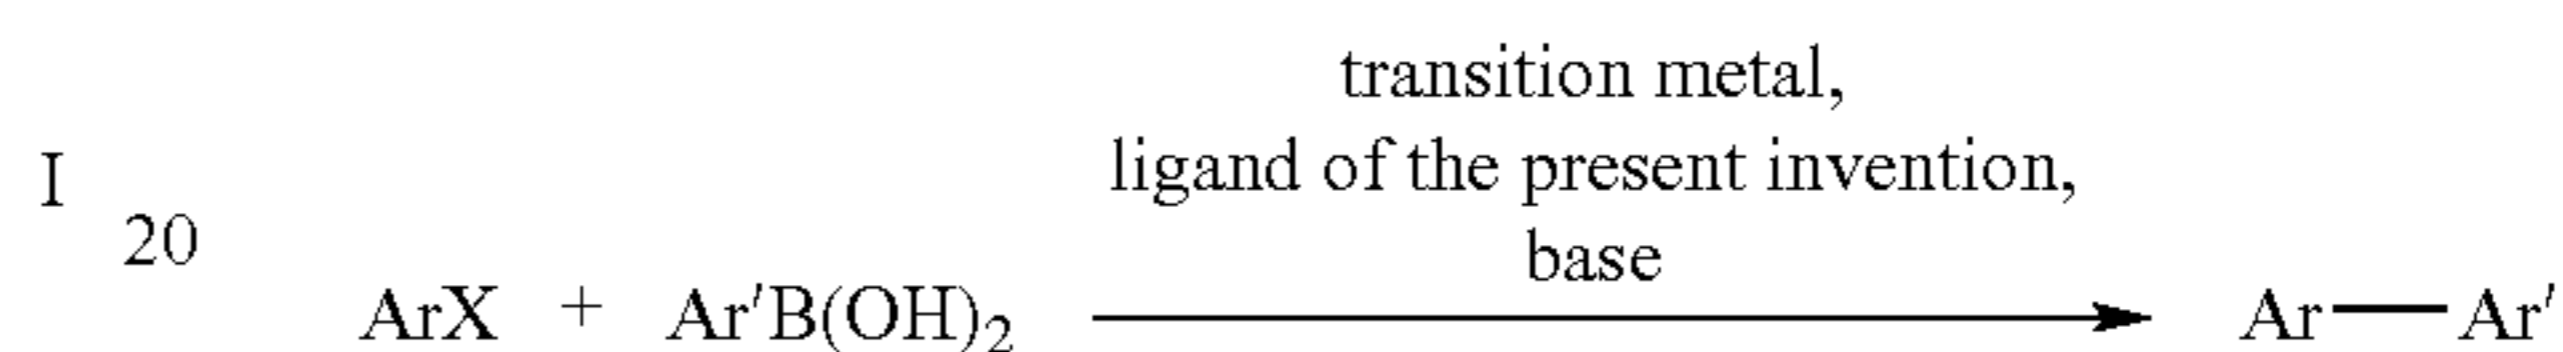 transition metal,
ligand of the present invention,
I
20
base
ArX + Ar'B(OH)₂ Ar—Ar'